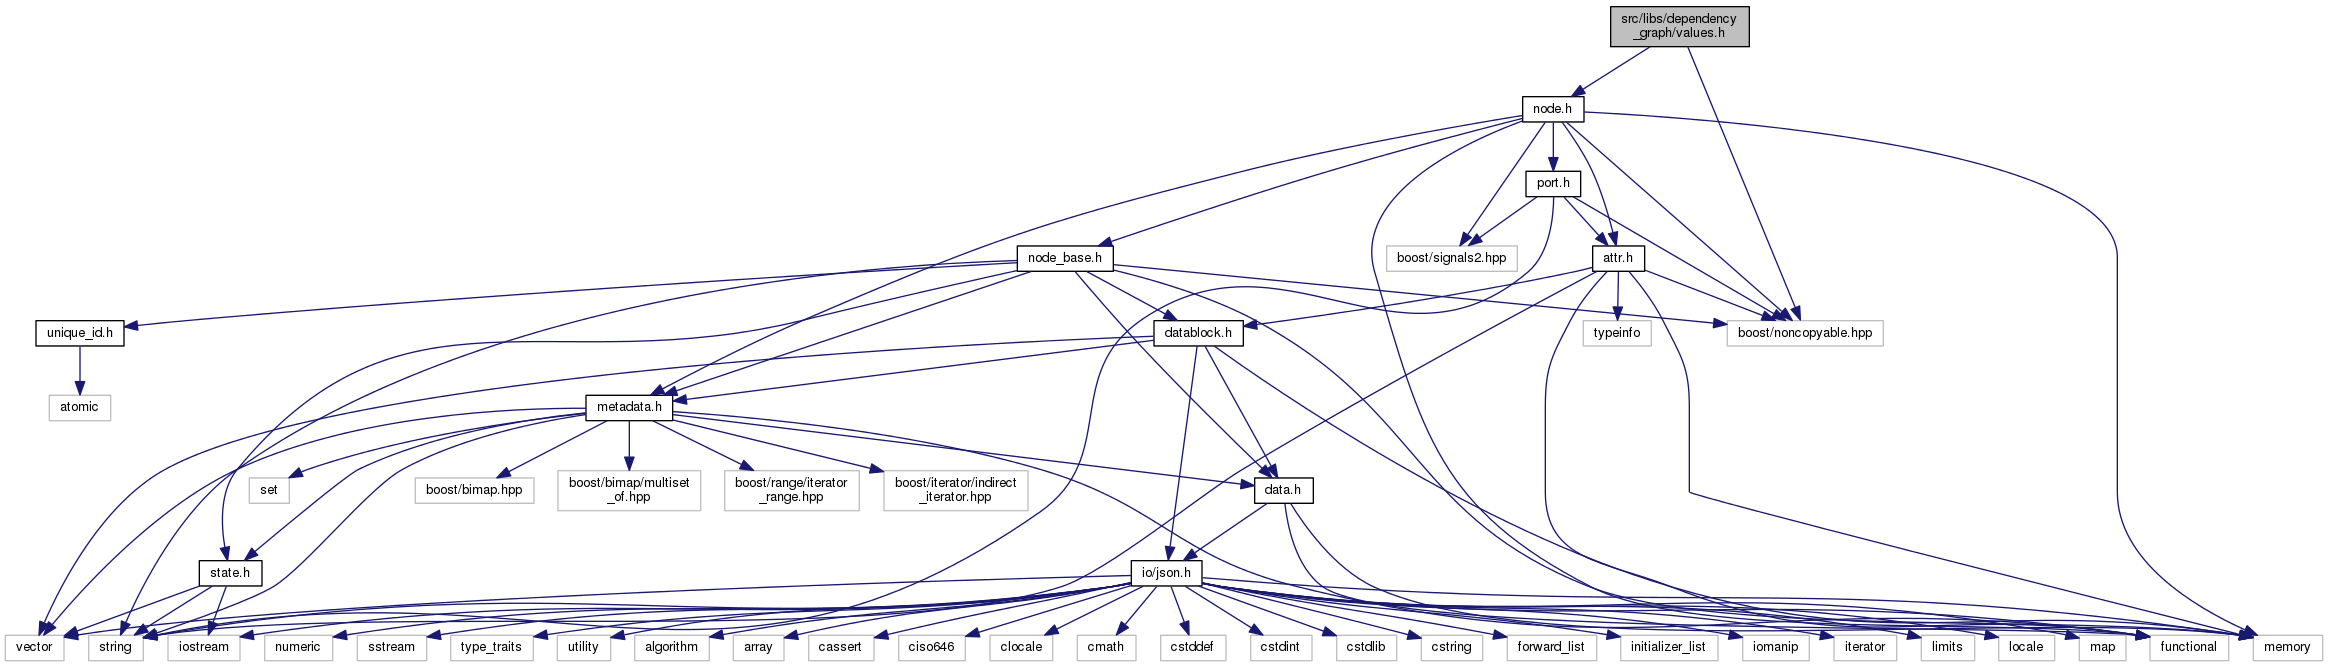 src/libs/dependency
_graph/values.h
node.h
port.h
node_base.h
boost/signals2.hpp
attr.h
unique_id.h
datablock.h
typeinfo
boost/noncopyable.hpp
atomic
metadata.h
set
boost/bimap.hpp
boost/bimap/multiset
_of.hpp
boost/range/iterator
_range.hpp
boost/iterator/indirect
_iterator.hpp
data.h
state.h
io/json.h
vector
string
iostream
numeric
sstream
type_traits
utility
algorithm
array
cassert
ciso646
clocale
cmath
cstddef
cstdint
cstdlib
cstring
forward_list
initializer_list
iomanip
iterator
limits
locale
map
functional
memory